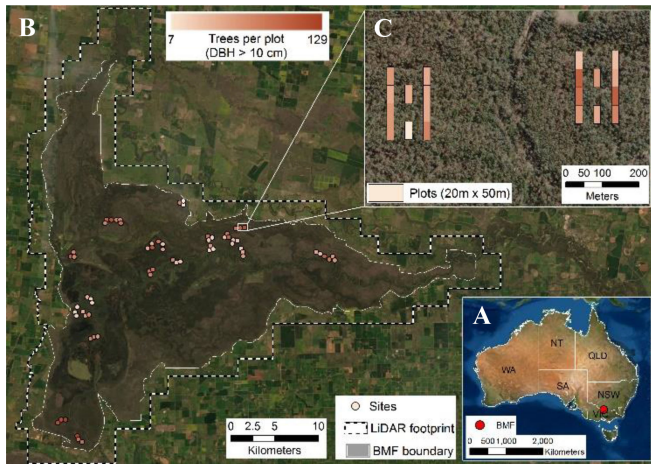 B
7 Trees per plot 129
(DBH > 10 cm)
C
Plots (20m x 50m)
0 50 100 200
Meters
A
NT
QLD
WA
SA
NSW
BMF
0 500 1,000 2,000
Kilometers
Sites
LiDAR footprint
BMF boundary
0 2.5 5 10
Kilometers